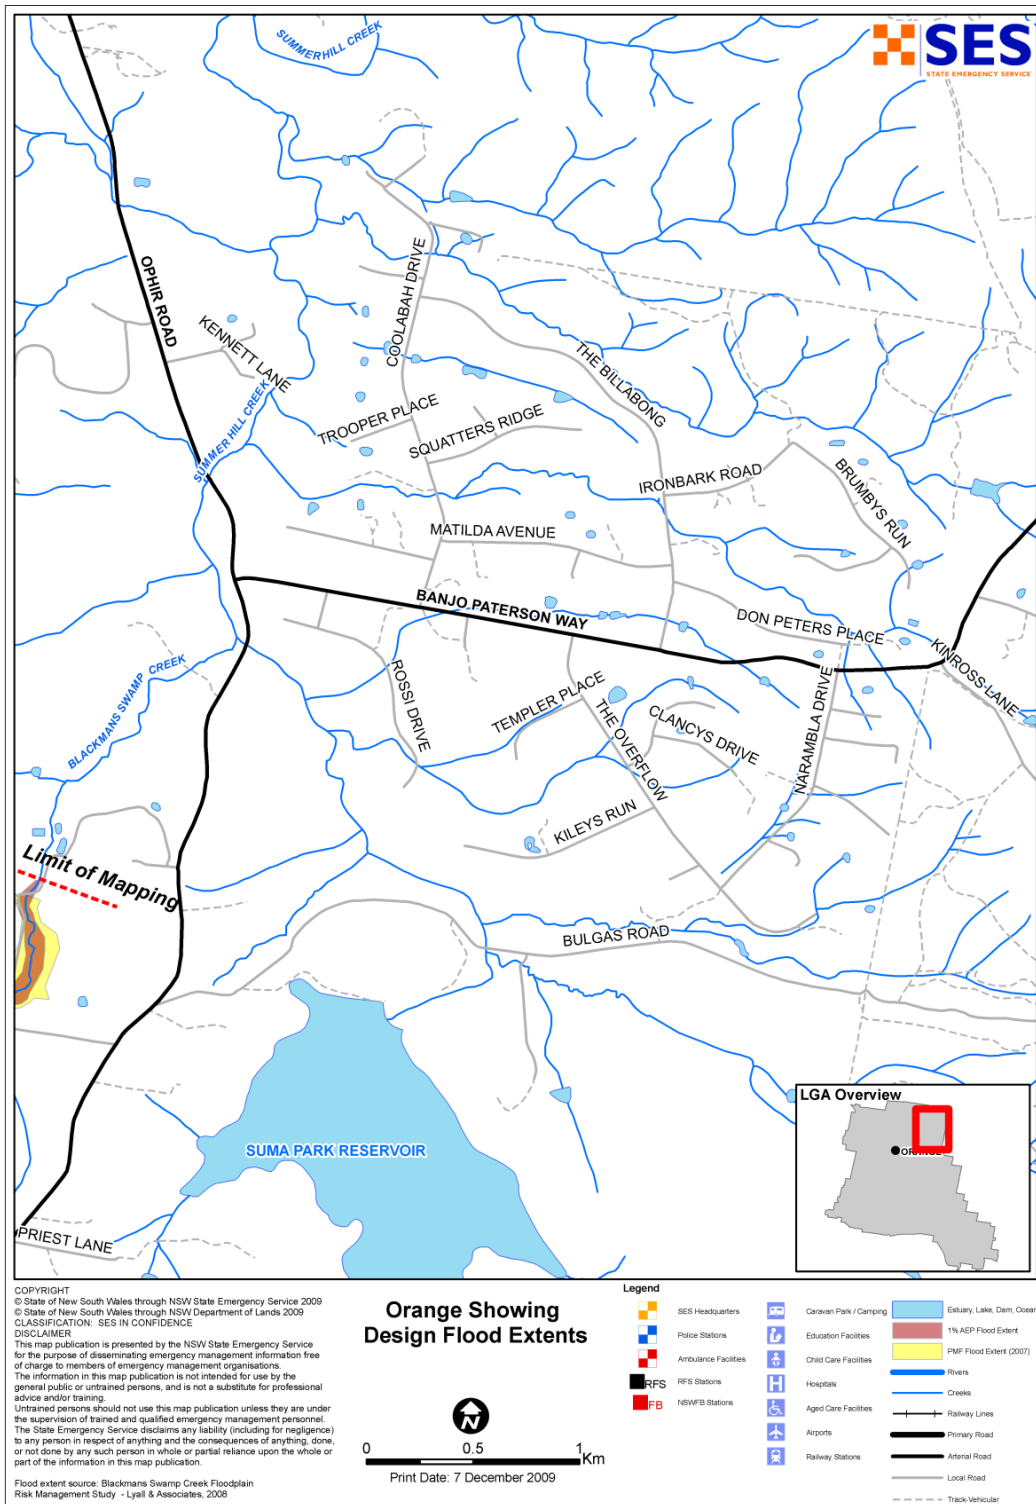 SUMMERHILL CREEK
SES
STATE EMERGENCY SERVICE
OPHIR ROAD
KENNETT LANE
COOLABAH DRIVE
THE BILLABONG
TROOPER PLACE
SQUATTERS RIDGE
SUMMER HILL CREEK
IRONBARK ROAD
BRUMBYS RUN
MATILDA AVENUE
BANJO PATERSON WAY
DON PETERS PLACE
KINROSS LANE
BLACKMANS SWAMP CREEK
ROSSI DRIVE
TEMPLER PLACE
THE OVERFLOW
CLANCYS DRIVE
NARAMBLA DRIVE
KILEYS RUN
Limit of Mapping
BULGAS ROAD
SUMA PARK RESERVOIR
PRIEST LANE
LGA Overview
ORANGE
COPYRIGHT
© State of New South Wales through NSW State Emergency Service 2009
© State of New South Wales through NSW Department of Lands 2009
CLASSIFICATION: SES IN CONFIDENCE
DISCLAIMER
This map publication is presented by the NSW State Emergency Service
for the purpose of disseminating emergency management information free
of charge to members of emergency management organisations.
The information in this map publication is not intended for use by the
general public or untrained persons, and is not a substitute for professional
advice and/or training.
Untrained persons should not use this map publication unless they are under
the supervision of trained and qualified emergency management personnel.
The State Emergency Service disclaims any liability (including for negligence)
to any person in respect of anything and the consequences of anything, done,
or not done by any such person in whole or partial reliance upon the whole or
part of the information in this map publication.
Flood extent source: Blackmans Swamp Creek Floodplain
Risk Management Study - Lyall & Associates, 2008
Orange Showing
Design Flood Extents
N
0 0.5 1
Km
Print Date: 7 December 2009
Legend
SES Headquarters
Police Stations
Ambulance Facilities
RFS RFS Stations
FB NSWFB Stations
Caravan Park / Camping
Education Facilities
Child Care Facilities
H Hospitals
Aged Care Facilities
Airports
Railway Stations
Estuary, Lake, Dam, Ocean
1% AEP Flood Extent
PMF Flood Extent (2007)
Rivers
Creeks
Railway Lines
Primary Road
Arterial Road
Local Road
Track-Vehicular